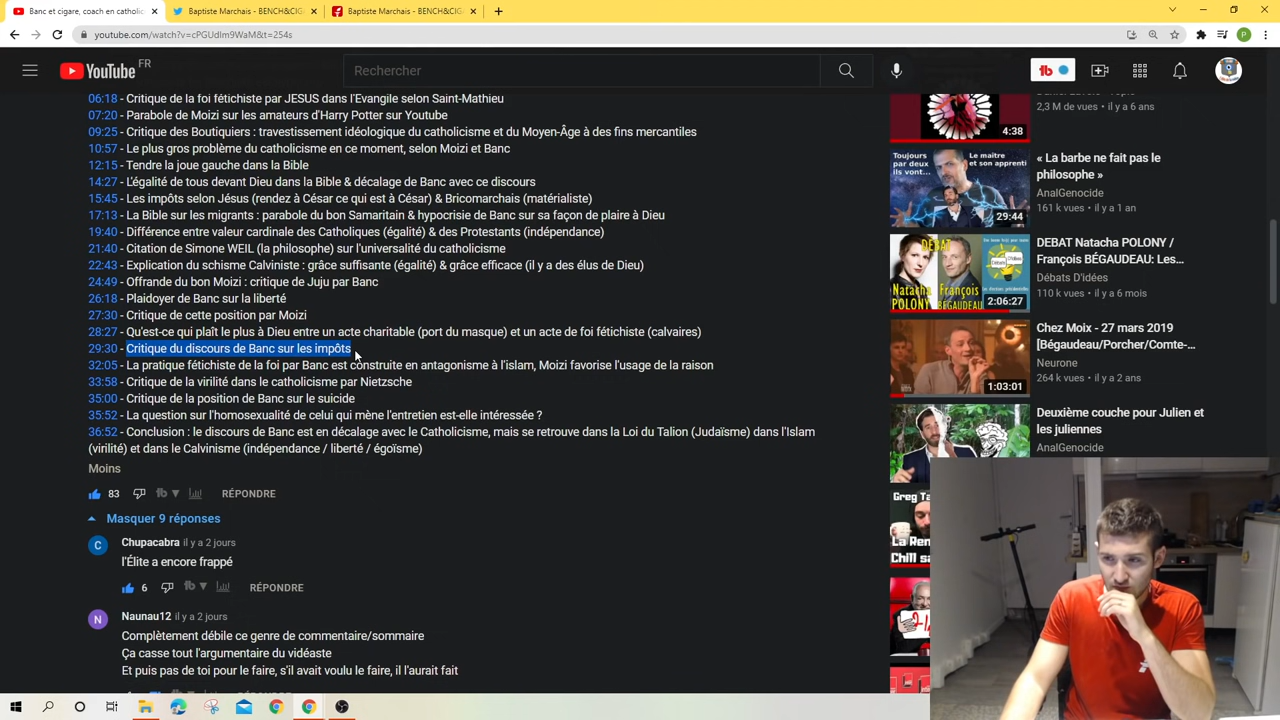 Banc et cigare, coach en catholic
Baptiste Marchais - BENCH&CIG
Baptiste Marchais - BENCH&CIG
youtube.com/watch?v=cPGUdIm9WaM&t=254s
YouTube FR
Rechercher
06:18 - Critique de la foi fétichiste par JESUS dans l'Evangile selon Saint-Mathieu
07:20 - Parabole de Moizi sur les amateurs d'Harry Potter sur Youtube
09:25 - Critique des Boutiquiers : travestissement idéologique du catholicisme et du Moyen-Âge à des fins mercantiles
10:57 - Le plus gros problème du catholicisme en ce moment, selon Moizi et Banc
12:15 - Tendre la joue gauche dans la Bible
14:27 - L'égalité de tous devant Dieu dans la Bible & décalage de Banc avec ce discours
15:45 - Les impôts selon Jésus (rendez à César ce qui est à César) & Bricomarchais (matérialiste)
17:13 - La Bible sur les migrants : parabole du bon Samaritain & hypocrisie de Banc sur sa façon de plaire à Dieu
19:40 - Différence entre valeur cardinale des Catholiques (égalité) & des Protestants (indépendance)
21:40 - Citation de Simone WEIL (la philosophe) sur l'universalité du catholicisme
22:43 - Explication du schisme Calviniste, grâce suffisante (égalité) & grâce efficace (il y a des élus de Dieu)
24:49 - Offrande du bon Moizi : critique de Juju par Banc
26:18 - Plaidoyer de Banc sur la liberté
27:30 - Critique de cette position par Moizi
28:27 - Qu'est-ce qui plaît le plus à Dieu entre un acte charitable (port du masque) et un acte de foi fétichiste (calvaires)
29:30 - Critique du discours de Banc sur les impôts
32:05 - La pratique fétichiste de la foi par Banc est construite en antagonisme à l'islam, Moizi favorise l'usage de la raison
33:58 - Critique de la virilité dans le catholicisme par Nietzsche
35:00 - Critique de la position de Banc sur le suicide
35:52 - La question sur l'homosexualité de celui qui mène l'entretien est-elle intéressée ?
36:52 - Conclusion : le discours de Banc est en décalage avec le Catholicisme, mais se retrouve dans la Loi du Talion (Judaïsme) dans l'Islam
(virilité) et dans le Calvinisme (indépendance / liberté / égoïsme)
Moins
83 RÉPONDRE
Masquer 9 réponses
Chupacabra il y a 2 jours
l'Élite a encore frappé
6 RÉPONDRE
Naunau12 il y a 2 jours
Complètement débile ce genre de commentaire/sommaire
Ça casse tout l'argumentaire du vidéaste
Et puis pas de toi pour le faire, s'il avait voulu le faire, il l'aurait fait
2,3 M de vues • il y a 6 ans
4:38
Toujours par deux ils vont...
Le maître et son apprenti
29:44
« La barbe ne fait pas le
philosophe »
AnalGenocide
161 k vues • il y a 1 an
DEBAT
Natacha POLONY
François BÉGAUDEAU
2:06:27
DEBAT Natacha POLONY /
François BÉGAUDEAU: Les...
Débats D'idées
110 k vues • il y a 6 mois
1:03:01
Chez Moix - 27 mars 2019
[Bégaudeau/Porcher/Comte-...
Neurone
264 k vues • il y a 2 ans
Deuxième couche pour Julien et
les juliennes
AnalGenocide